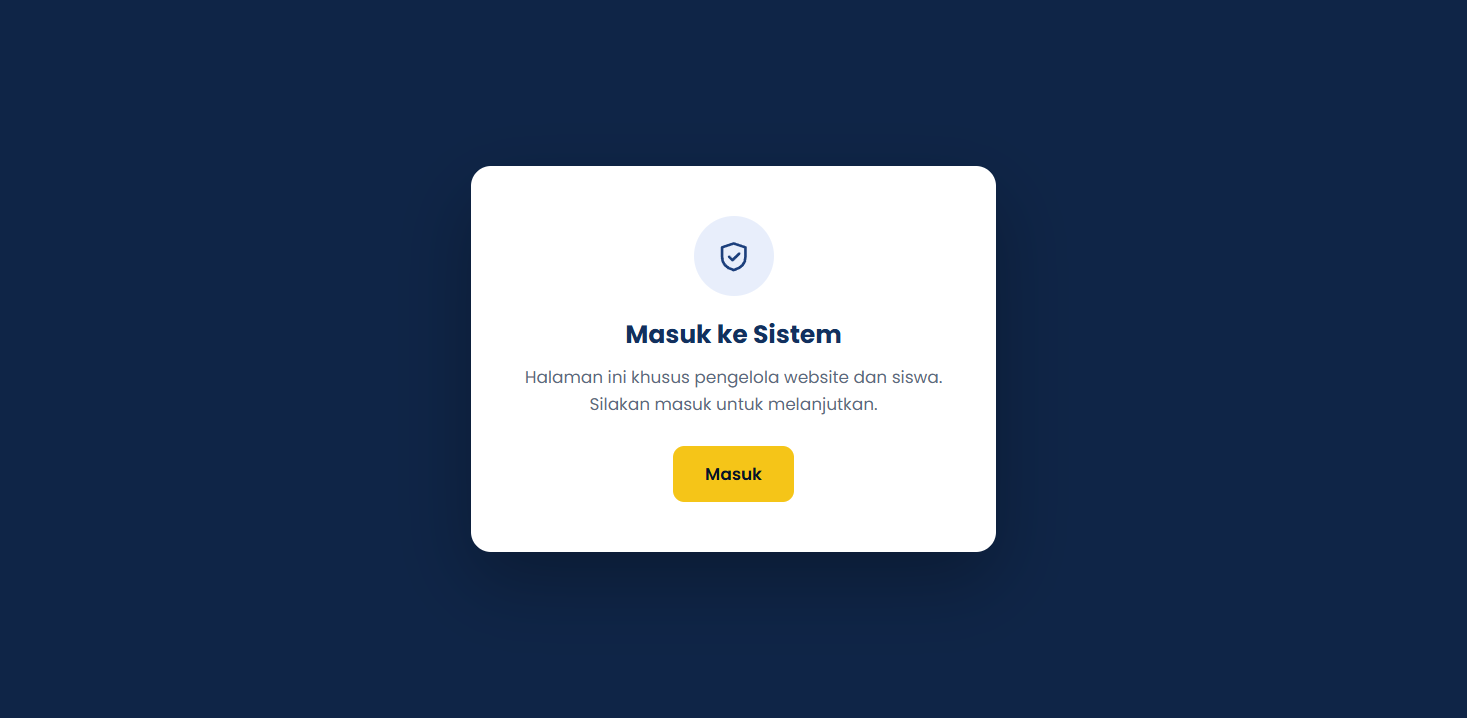 Masuk ke Sistem
Halaman ini khusus pengelola website dan siswa.
Silakan masuk untuk melanjutkan.
Masuk